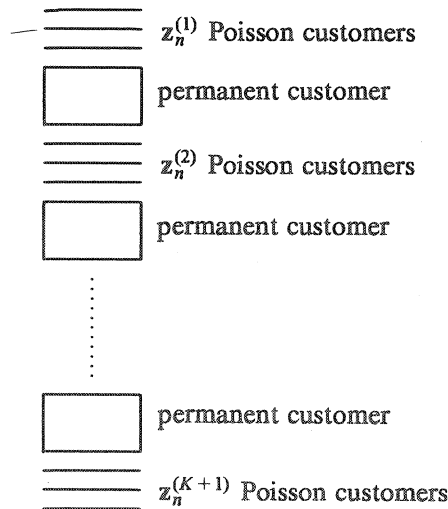 z_n^{(1)} Poisson customers
permanent customer
z_n^{(2)} Poisson customers
permanent customer
permanent customer
z_n^{(K+1)} Poisson customers